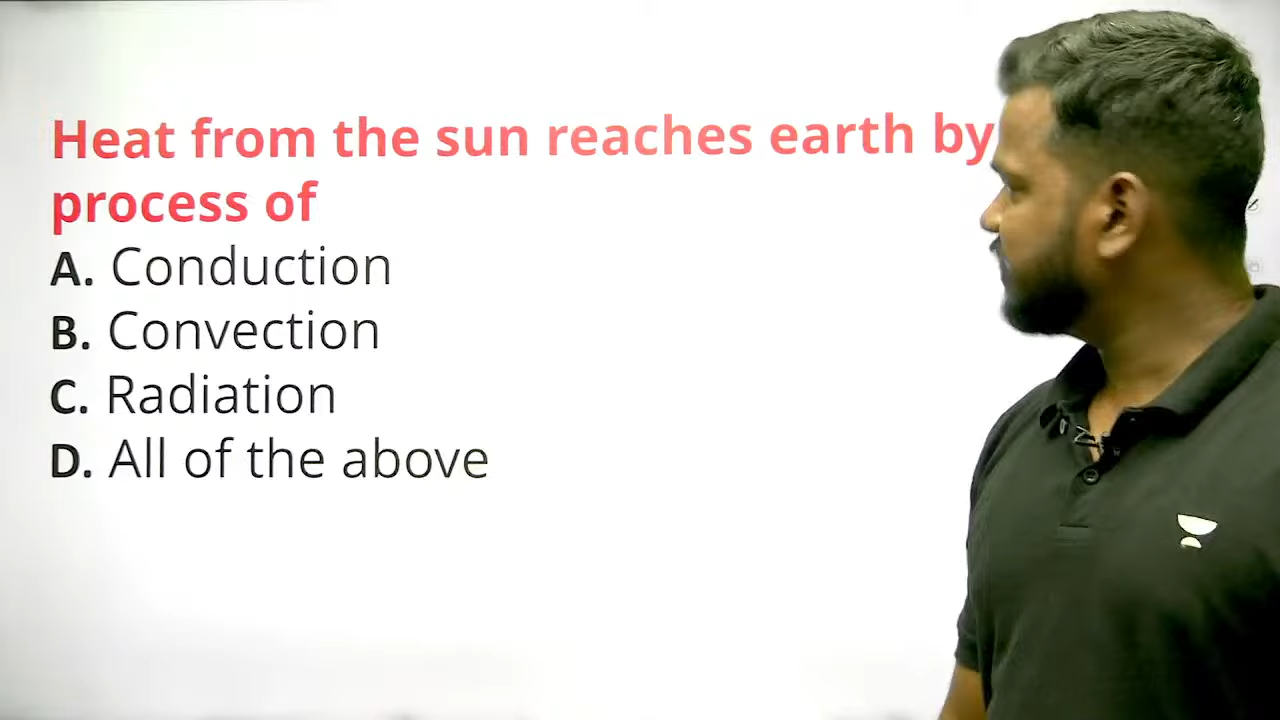 Heat from the sun reaches earth by
process of
A. Conduction
B. Convection
C. Radiation
D. All of the above